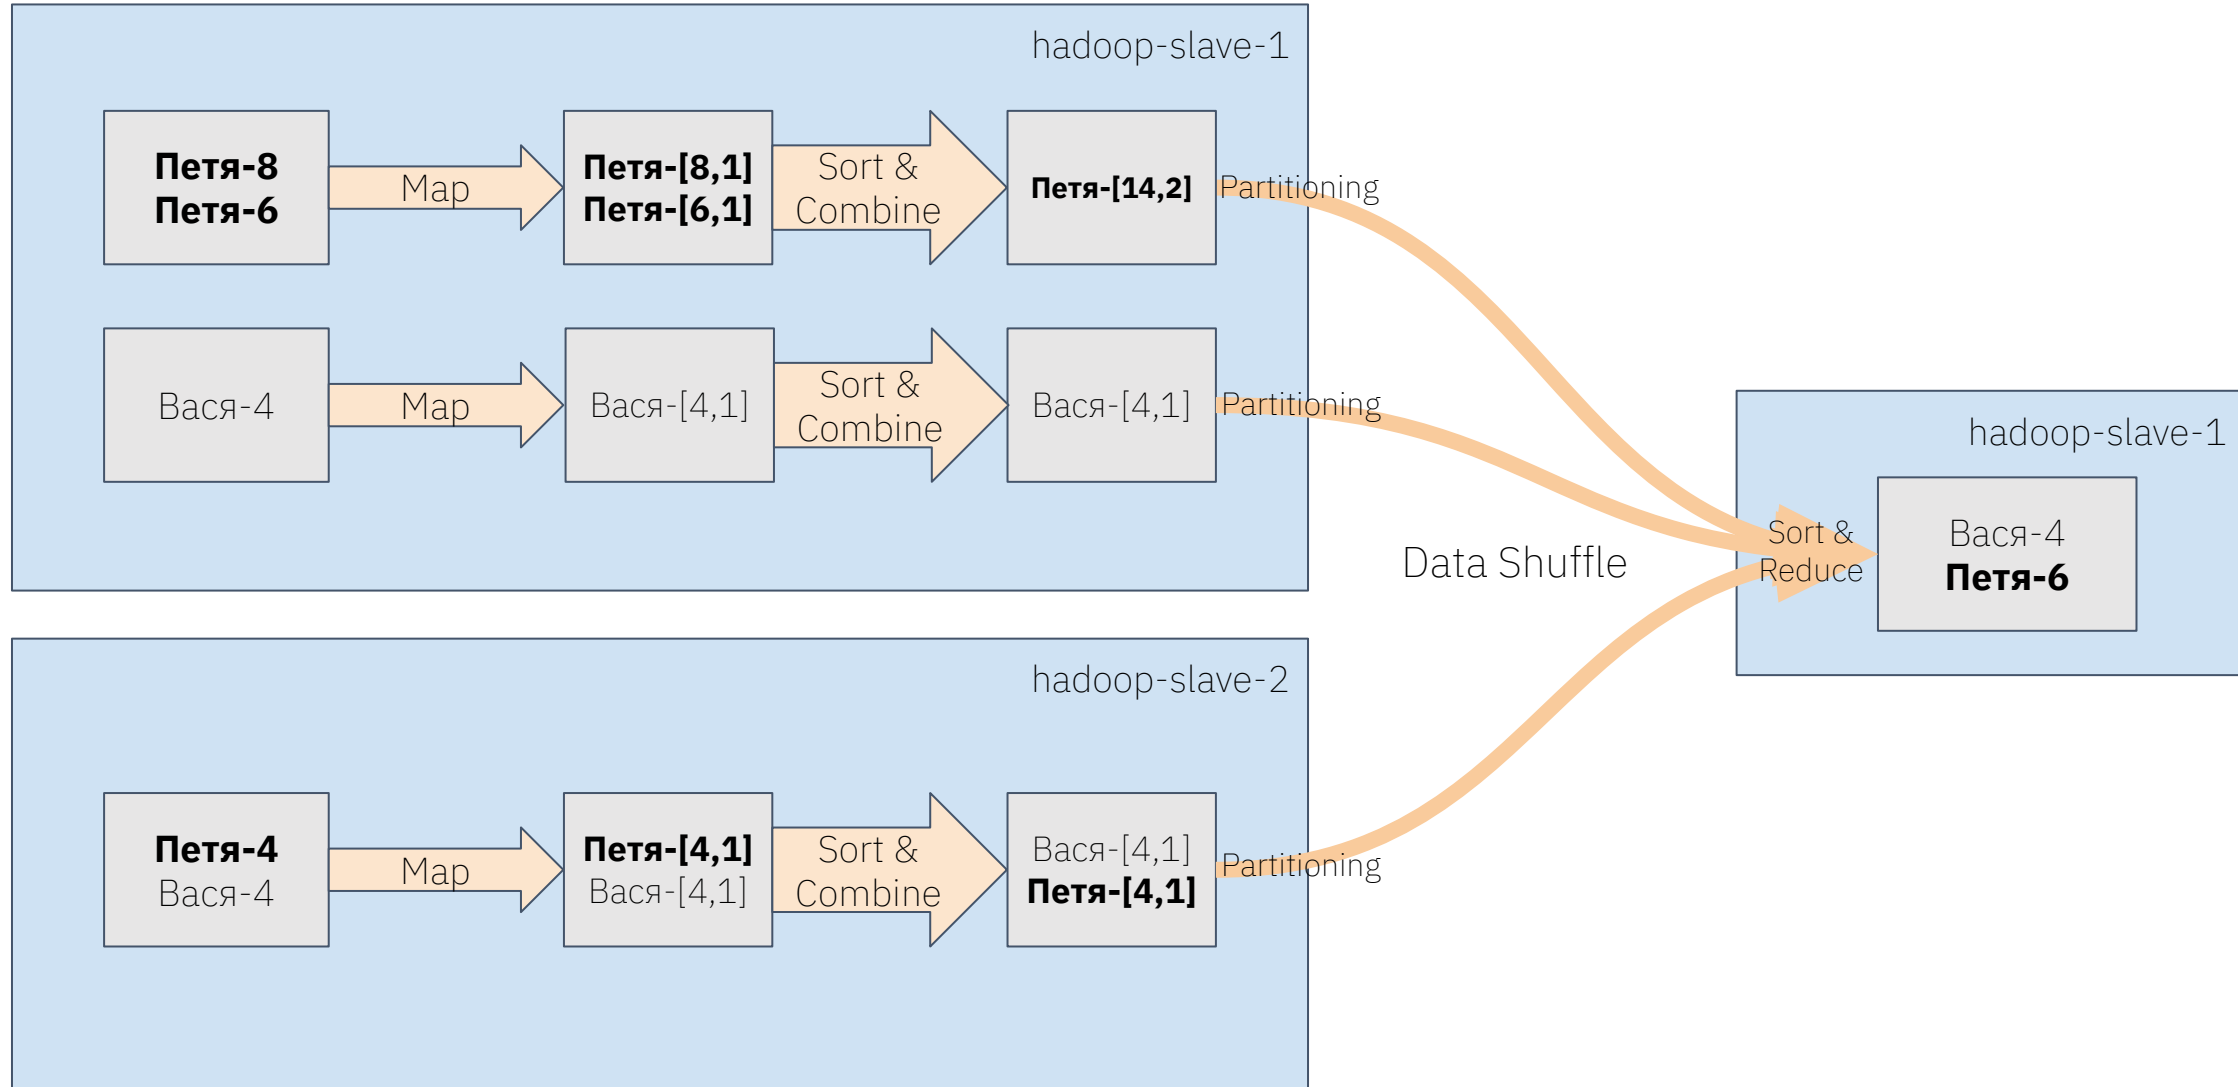 hadoop-slave-1
Петя-8
Петя-6
Map
Петя-[8,1]
Петя-[6,1]
Sort &
Combine
Петя-[14,2]
Partitioning
Вася-4
Map
Вася-[4,1]
Sort &
Combine
Вася-[4,1]
Partitioning
Data Shuffle
hadoop-slave-1
Sort &
Reduce
Вася-4
Петя-6
hadoop-slave-2
Петя-4
Вася-4
Map
Петя-[4,1]
Вася-[4,1]
Sort &
Combine
Вася-[4,1]
Петя-[4,1]
Partitioning